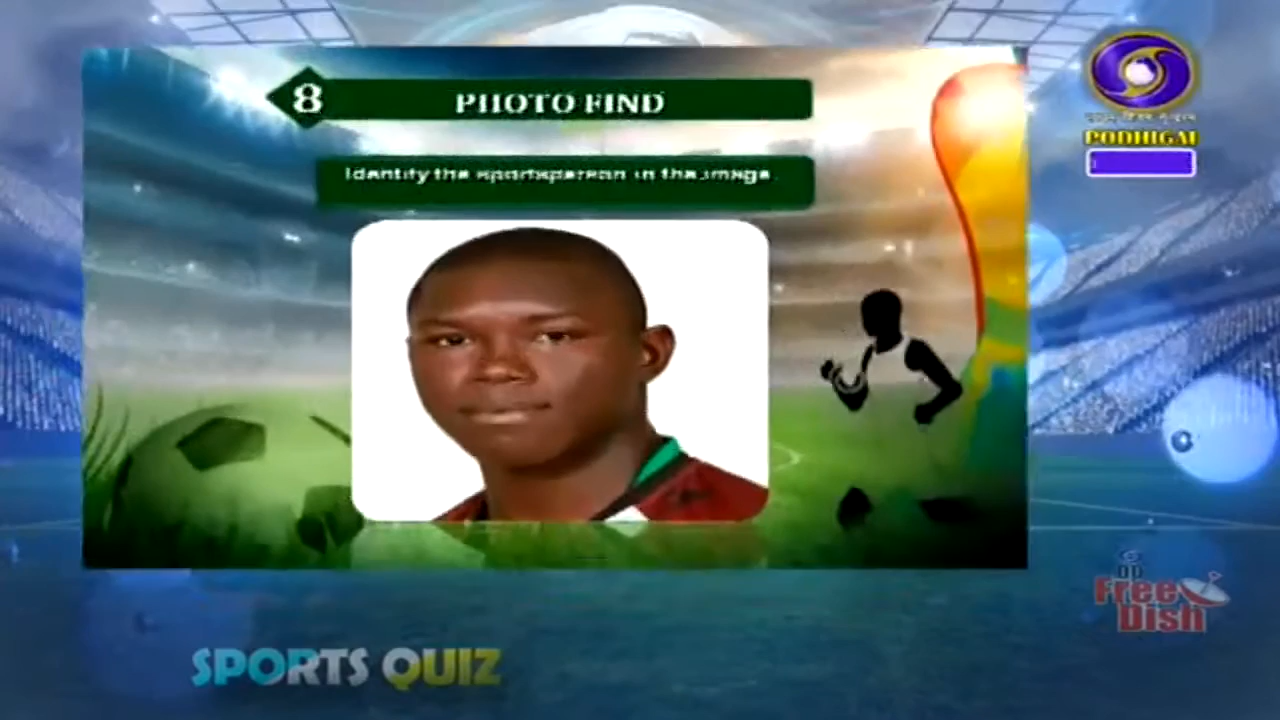 8
PHOTO FIND
Identify the sportsperson in the image
PODHIGAI
DD
Free
Dish
SPORTS QUIZ